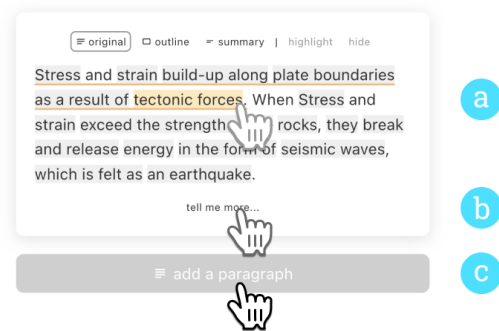 original outline summary | highlight hide
Stress and strain build-up along plate boundaries
as a result of tectonic forces. When Stress and
strain exceed the strength rocks, they break
and release energy in the form of seismic waves,
which is felt as an earthquake.
a
tell me more...
b
add a paragraph
c